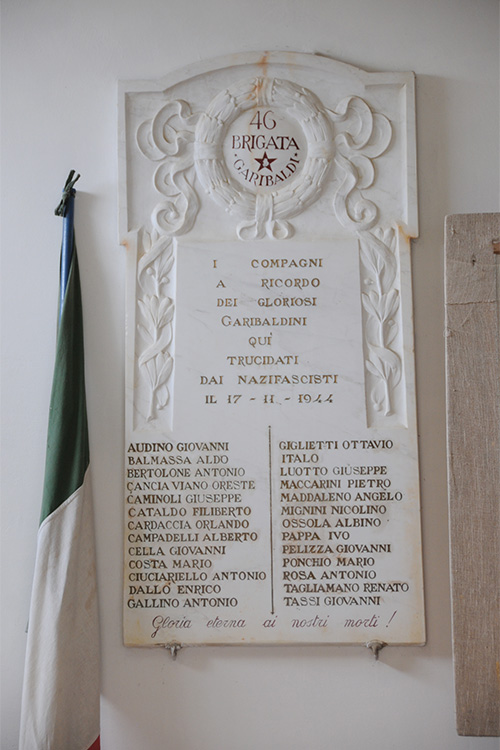 46
BRIGATA
GARIBALDI
I COMPAGNI
A RICORDO
DEI GLORIOSI
GARIBALDINI
QUÌ
TRUCIDATI
DAI NAZIFASCISTI
IL 17 - 11 - 1944
AUDINO GIOVANNI
BALMASSA ALDO
BERTOLONE ANTONIO
CANCIA VIANO ORESTE
CAMINOLI GIUSEPPE
CATALDO FILIBERTO
CARDACCIA ORLANDO
CAMPADELLI ALBERTO
CELLA GIOVANNI
COSTA MARIO
CIUCIARIELLO ANTONIO
DALLÒ ENRICO
GALLINO ANTONIO
GIGLIETTI OTTAVIO
ITALO
LUOTTO GIUSEPPE
MACCARINI PIETRO
MADDALENO ANGELO
MIGNINI NICOLINO
OSSOLA ALBINO
PAPPA IVO
PELIZZA GIOVANNI
PONCHIO MARIO
ROSA ANTONIO
TAGLIAMANO RENATO
TASSI GIOVANNI
Gloria eterna ai nostri morti!